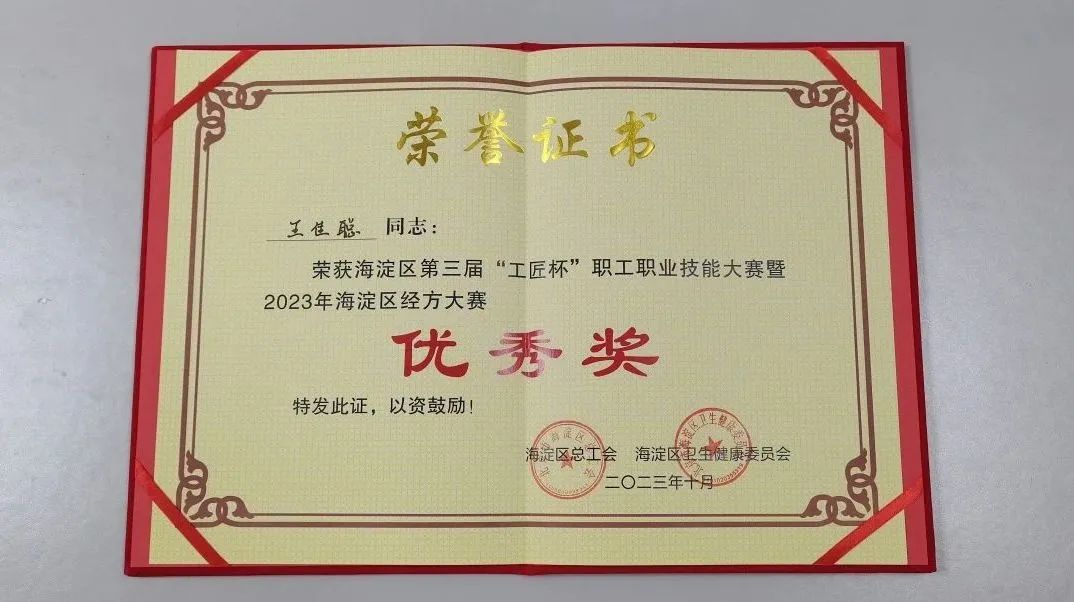 荣誉证书
王佳聪 同志：
荣获海淀区第三届“工匠杯”职工职业技能大赛暨
2023年海淀区经方大赛
优秀奖
特发此证，以资鼓励！
海淀区总工会 海淀区卫生健康委员会
二〇二三年十月